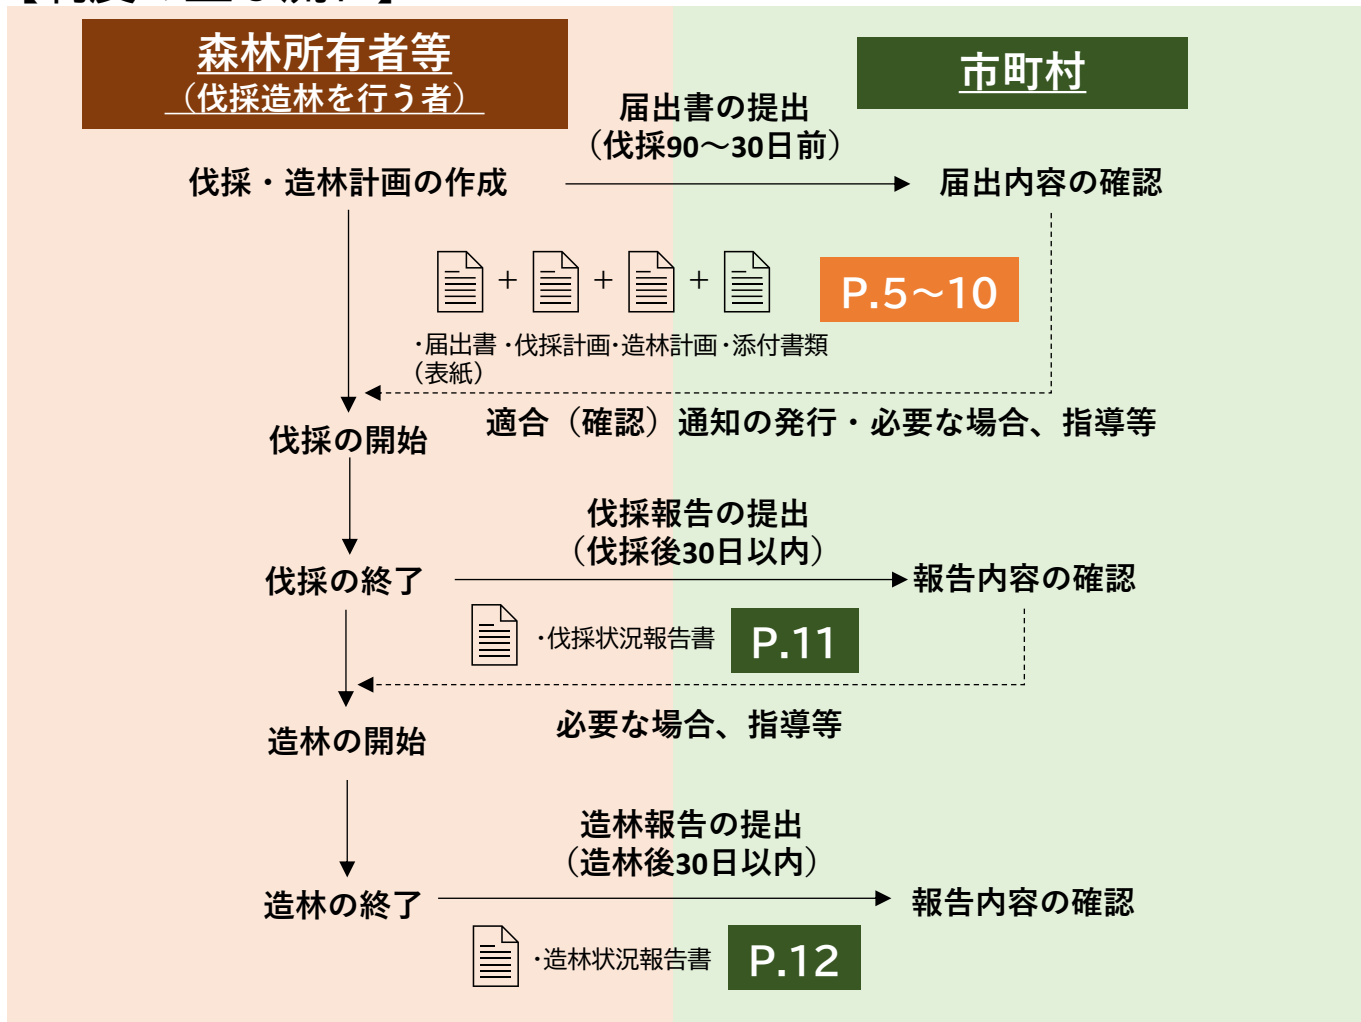 森林所有者等
（伐採造林を行う者）
市町村
届出書の提出
（伐採90～30日前）
伐採・造林計画の作成
届出内容の確認
＋ ＋ ＋
P.5～10
・届出書 ・伐採計画・造林計画・添付書類
（表紙）
適合（確認）通知の発行・必要な場合、指導等
伐採の開始
伐採報告の提出
（伐採後30日以内）
伐採の終了
報告内容の確認
・伐採状況報告書
P.11
必要な場合、指導等
造林の開始
造林報告の提出
（造林後30日以内）
造林の終了
報告内容の確認
・造林状況報告書
P.12